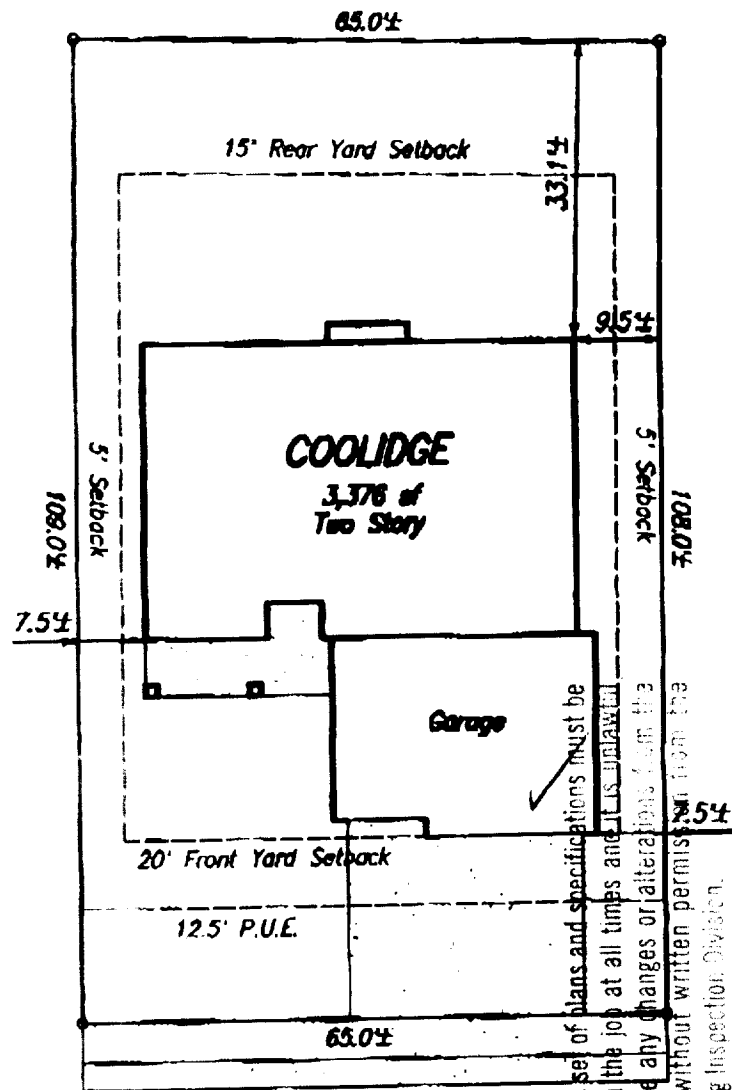 65.0'±
15' Rear Yard Setback
33.1'±
9.5'±
COOLIDGE
3,376 sf
Two Story
5' Setback
108.0'±
5' Setback
108.0'±
7.5'±
Garage
7.5'±
20' Front Yard Setback
12.5' P.U.E.
65.0'±
set of plans and specifications must be
the job at all times and it is unlawful
any changes or alterations from the
without written permission from the
Inspection Division.